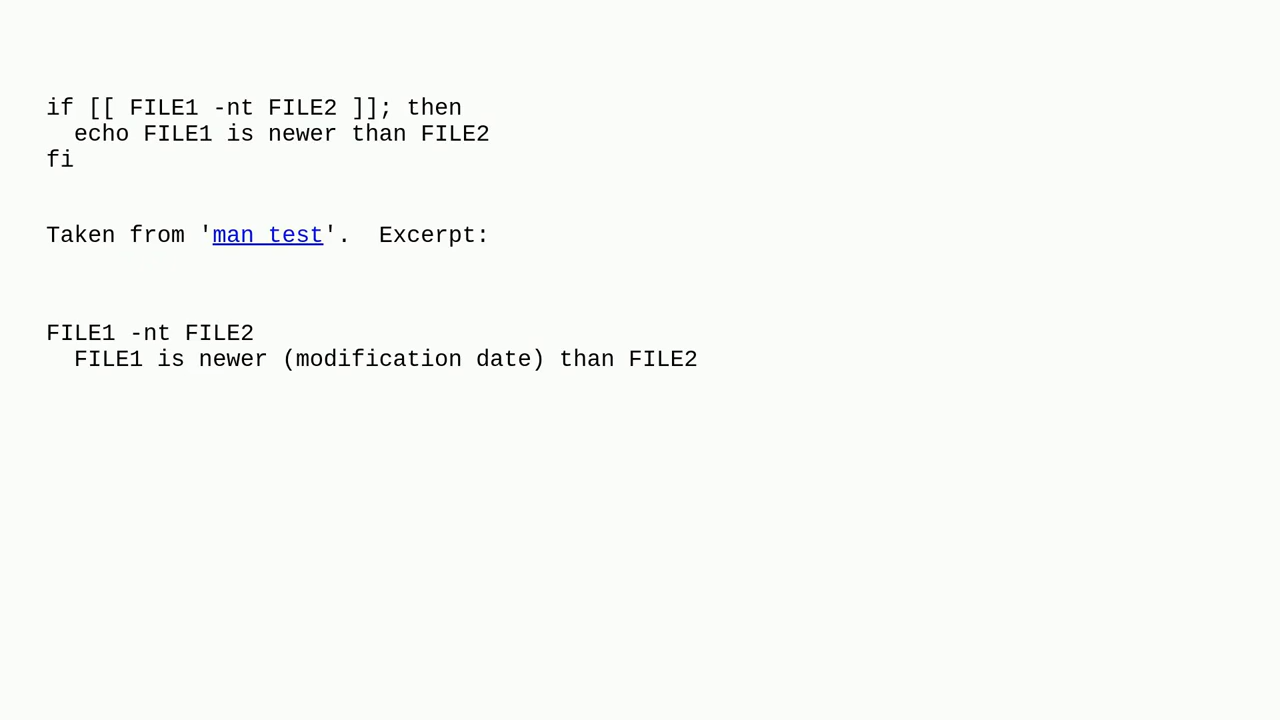 if [[ FILE1 -nt FILE2 ]]; then
  echo FILE1 is newer than FILE2
fi
Taken from 'man test'.  Excerpt:
FILE1 -nt FILE2
  FILE1 is newer (modification date) than FILE2